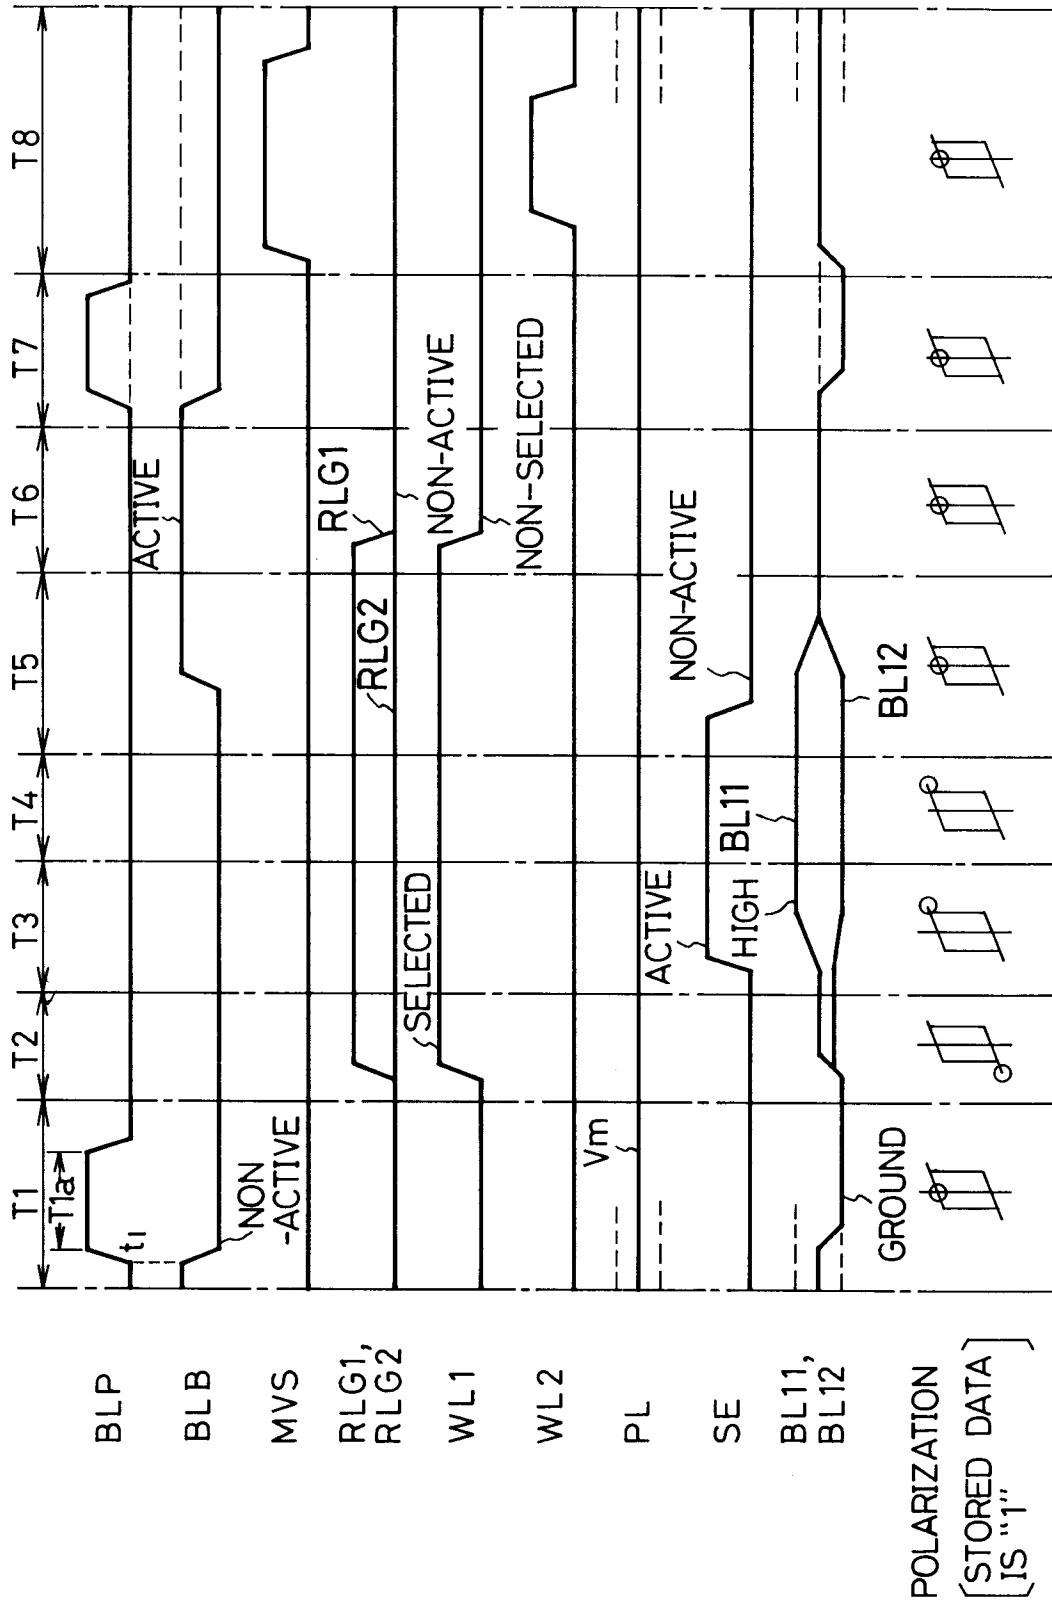 T1 T2 T3 T4 T5 T6 T7 T8
T1a
t1
BLP
BLB
NON
-ACTIVE
ACTIVE
MVS
RLG1,
RLG2
RLG2
RLG1
NON-ACTIVE
WL1
SELECTED
NON-SELECTED
WL2
PL
Vm
SE
ACTIVE
NON-ACTIVE
BL11,
BL12
GROUND
HIGH
BL11
BL12
POLARIZATION
(STORED DATA
IS "1")